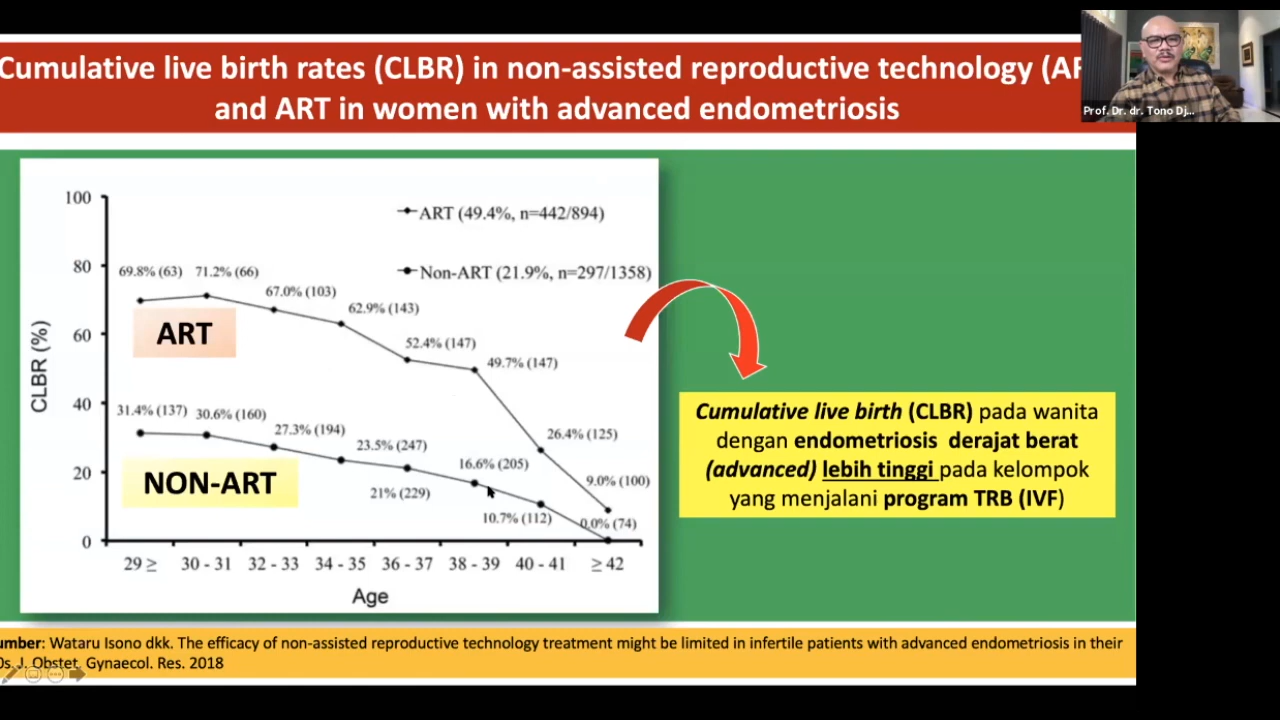 Cumulative live birth rates (CLBR) in non-assisted reproductive technology (AR
and ART in women with advanced endometriosis
Prof. Dr. dr. Tono Dj...
100
80
60
40
20
0
CLBR (%)
ART (49.4%, n=442/894)
Non-ART (21.9%, n=297/1358)
69.8% (63)
71.2% (66)
67.0% (103)
62.9% (143)
52.4% (147)
49.7% (147)
26.4% (125)
9.0% (100)
ART
31.4% (137)
30.6% (160)
27.3% (194)
23.5% (247)
21% (229)
16.6% (205)
10.7% (112)
0.0% (74)
NON-ART
29 ≥
30 - 31
32 - 33
34 - 35
36 - 37
38 - 39
40 - 41
≥ 42
Age
Cumulative live birth (CLBR) pada wanita
dengan endometriosis derajat berat
(advanced) lebih tinggi pada kelompok
yang menjalani program TRB (IVF)
umber: Wataru Isono dkk. The efficacy of non-assisted reproductive technology treatment might be limited in infertile patients with advanced endometriosis in their
0s. J. Obstet. Gynaecol. Res. 2018